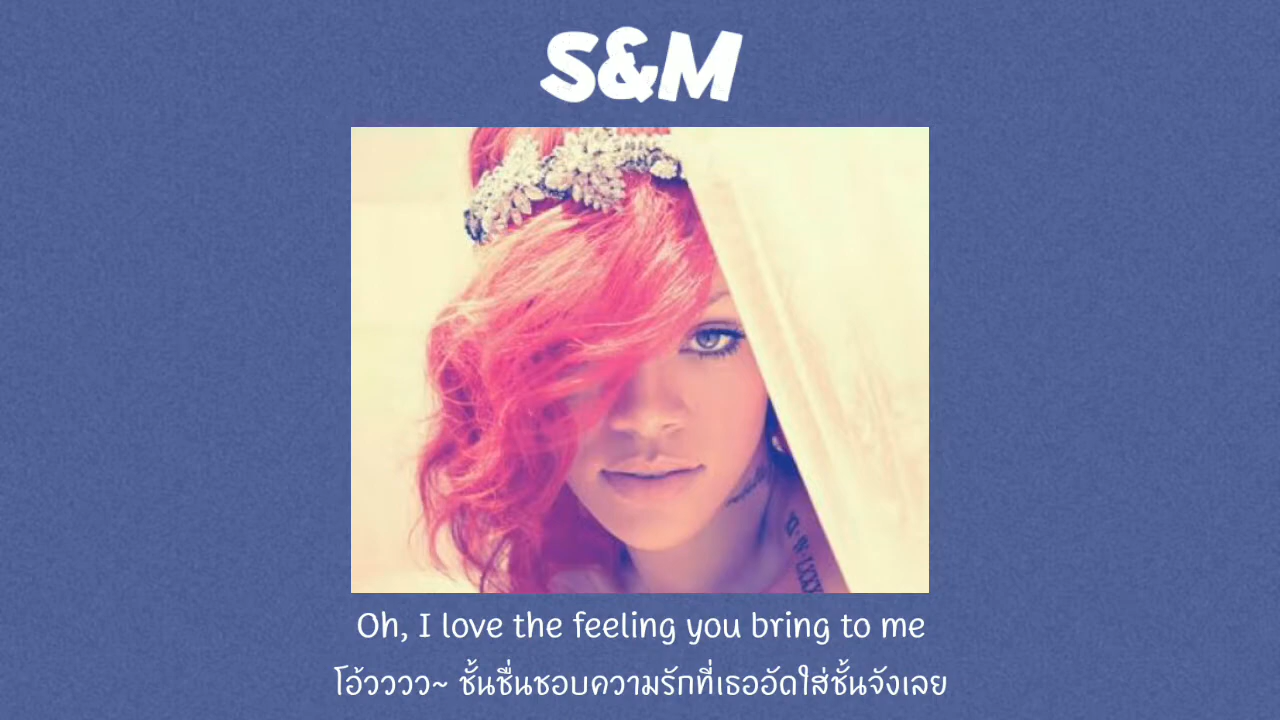 S&M
Oh, I love the feeling you bring to me
โอ้วววว~ ชั้นชื่นชอบความรักที่เธออัดใส่ชั้นจังเลย